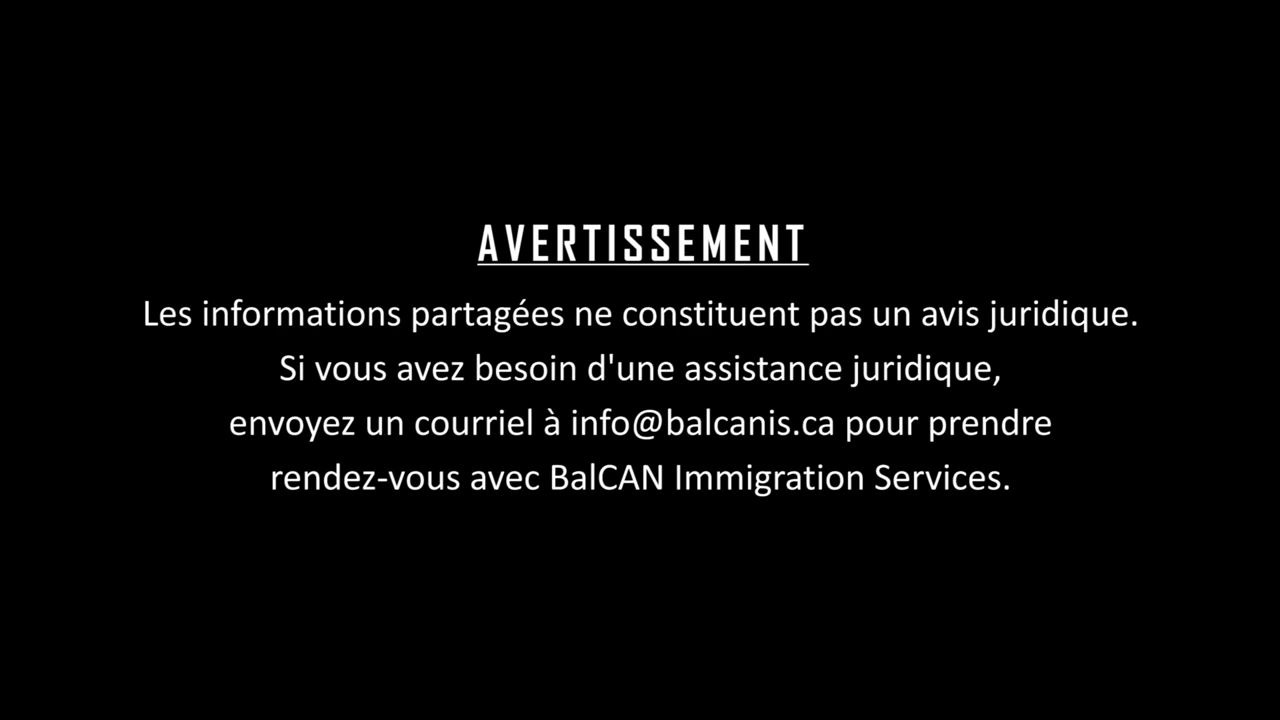 AVERTISSEMENT
Les informations partagées ne constituent pas un avis juridique.
Si vous avez besoin d'une assistance juridique,
envoyez un courriel à info@balcanis.ca pour prendre
rendez-vous avec BalCAN Immigration Services.